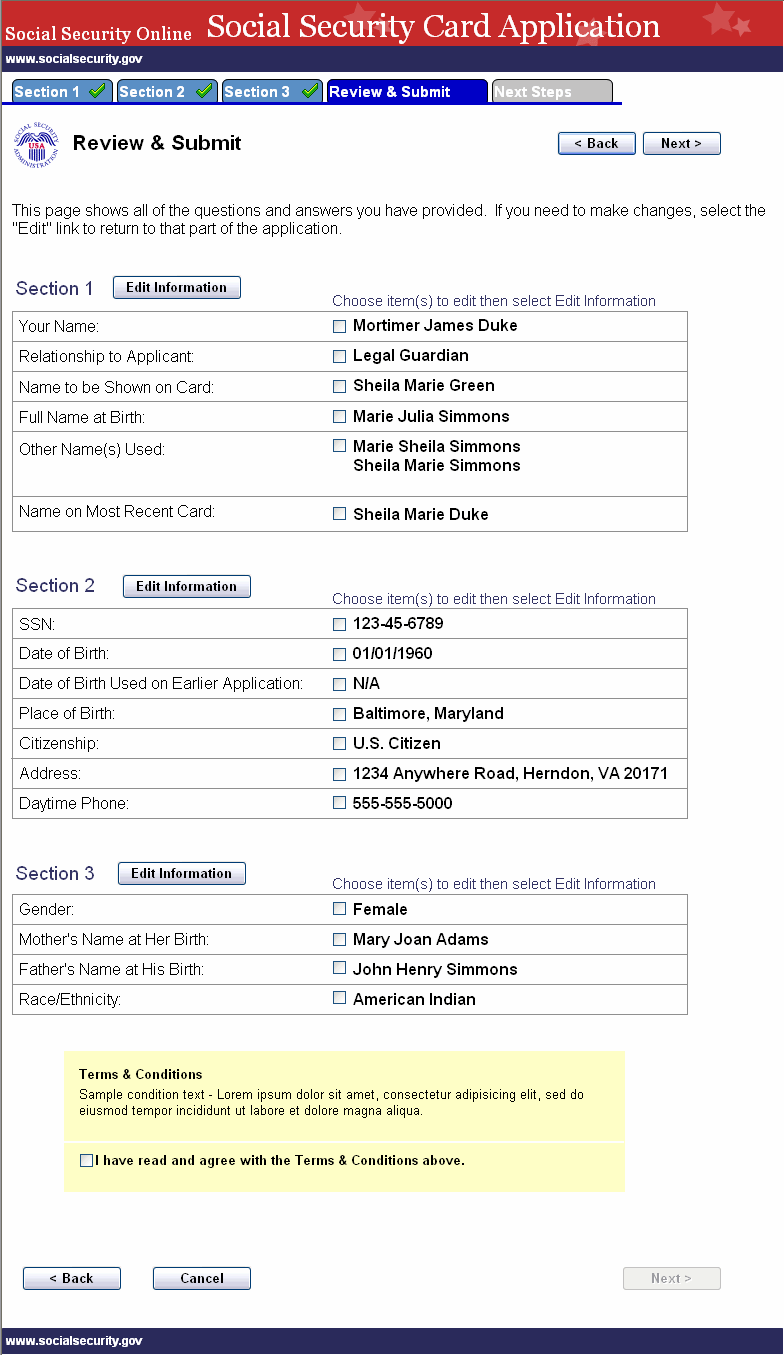 Social Security Online Social Security Card Application
www.socialsecurity.gov
Section 1 Section 2 Section 3 Review & Submit Next Steps
SOCIAL SECURITY ADMINISTRATION USA
Review & Submit
< Back Next >
This page shows all of the questions and answers you have provided. If you need to make changes, select the
"Edit" link to return to that part of the application.
Section 1 Edit Information
Choose item(s) to edit then select Edit Information
Your Name: Mortimer James Duke
Relationship to Applicant: Legal Guardian
Name to be Shown on Card: Sheila Marie Green
Full Name at Birth: Marie Julia Simmons
Other Name(s) Used: Marie Sheila Simmons
Sheila Marie Simmons
Name on Most Recent Card: Sheila Marie Duke
Section 2 Edit Information
Choose item(s) to edit then select Edit Information
SSN: 123-45-6789
Date of Birth: 01/01/1960
Date of Birth Used on Earlier Application: N/A
Place of Birth: Baltimore, Maryland
Citizenship: U.S. Citizen
Address: 1234 Anywhere Road, Herndon, VA 20171
Daytime Phone: 555-555-5000
Section 3 Edit Information
Choose item(s) to edit then select Edit Information
Gender: Female
Mother's Name at Her Birth: Mary Joan Adams
Father's Name at His Birth: John Henry Simmons
Race/Ethnicity: American Indian
Terms & Conditions
Sample condition text - Lorem ipsum dolor sit amet, consectetur adipisicing elit, sed do
eiusmod tempor incididunt ut labore et dolore magna aliqua.
I have read and agree with the Terms & Conditions above.
< Back Cancel Next >
www.socialsecurity.gov